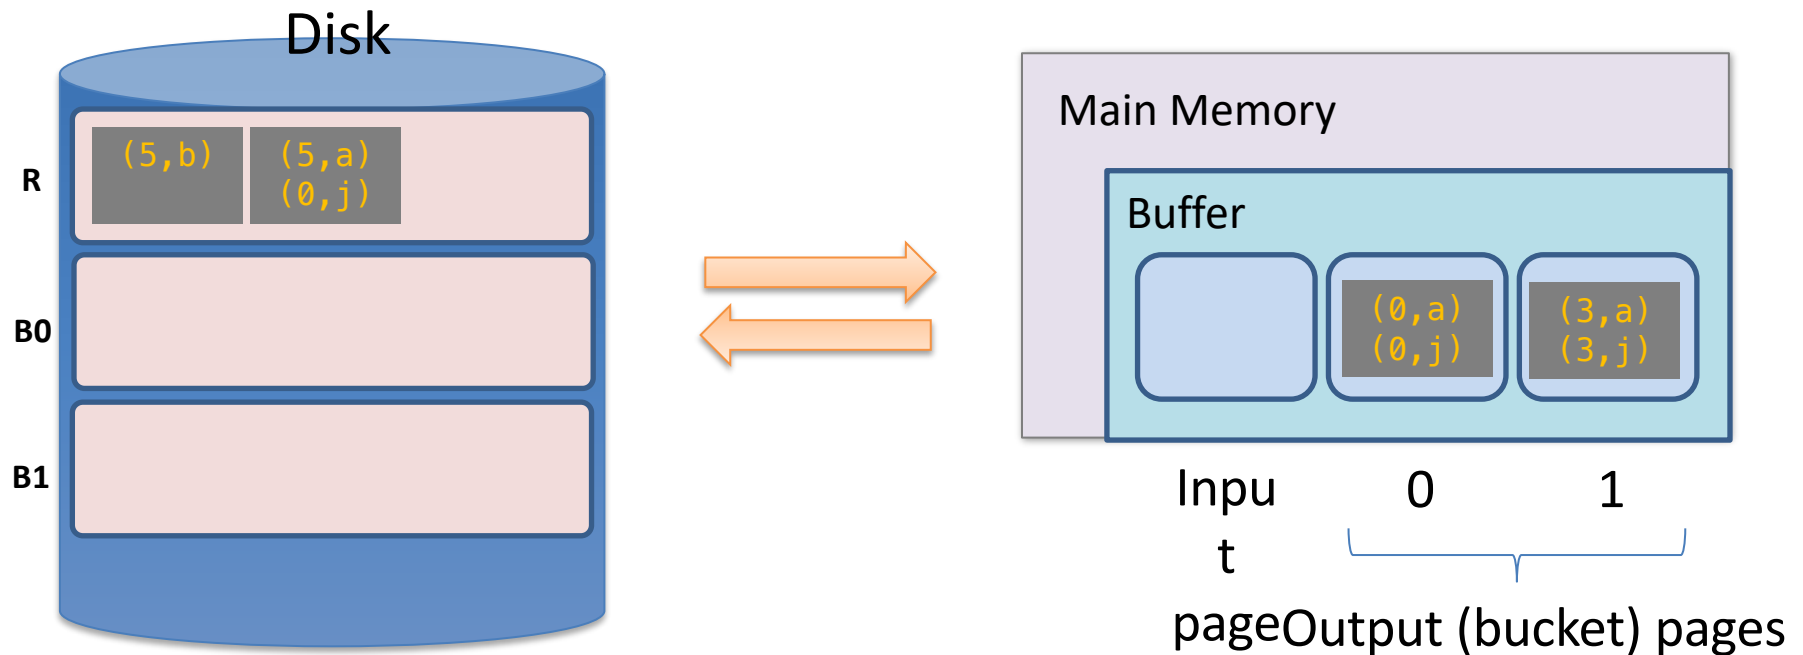 Disk
R
(5,b)
(5,a)
(0,j)
B0
B1
Main Memory
Buffer
(0,a)
(0,j)
(3,a)
(3,j)
Inpu
t
page
0
1
Output (bucket) pages